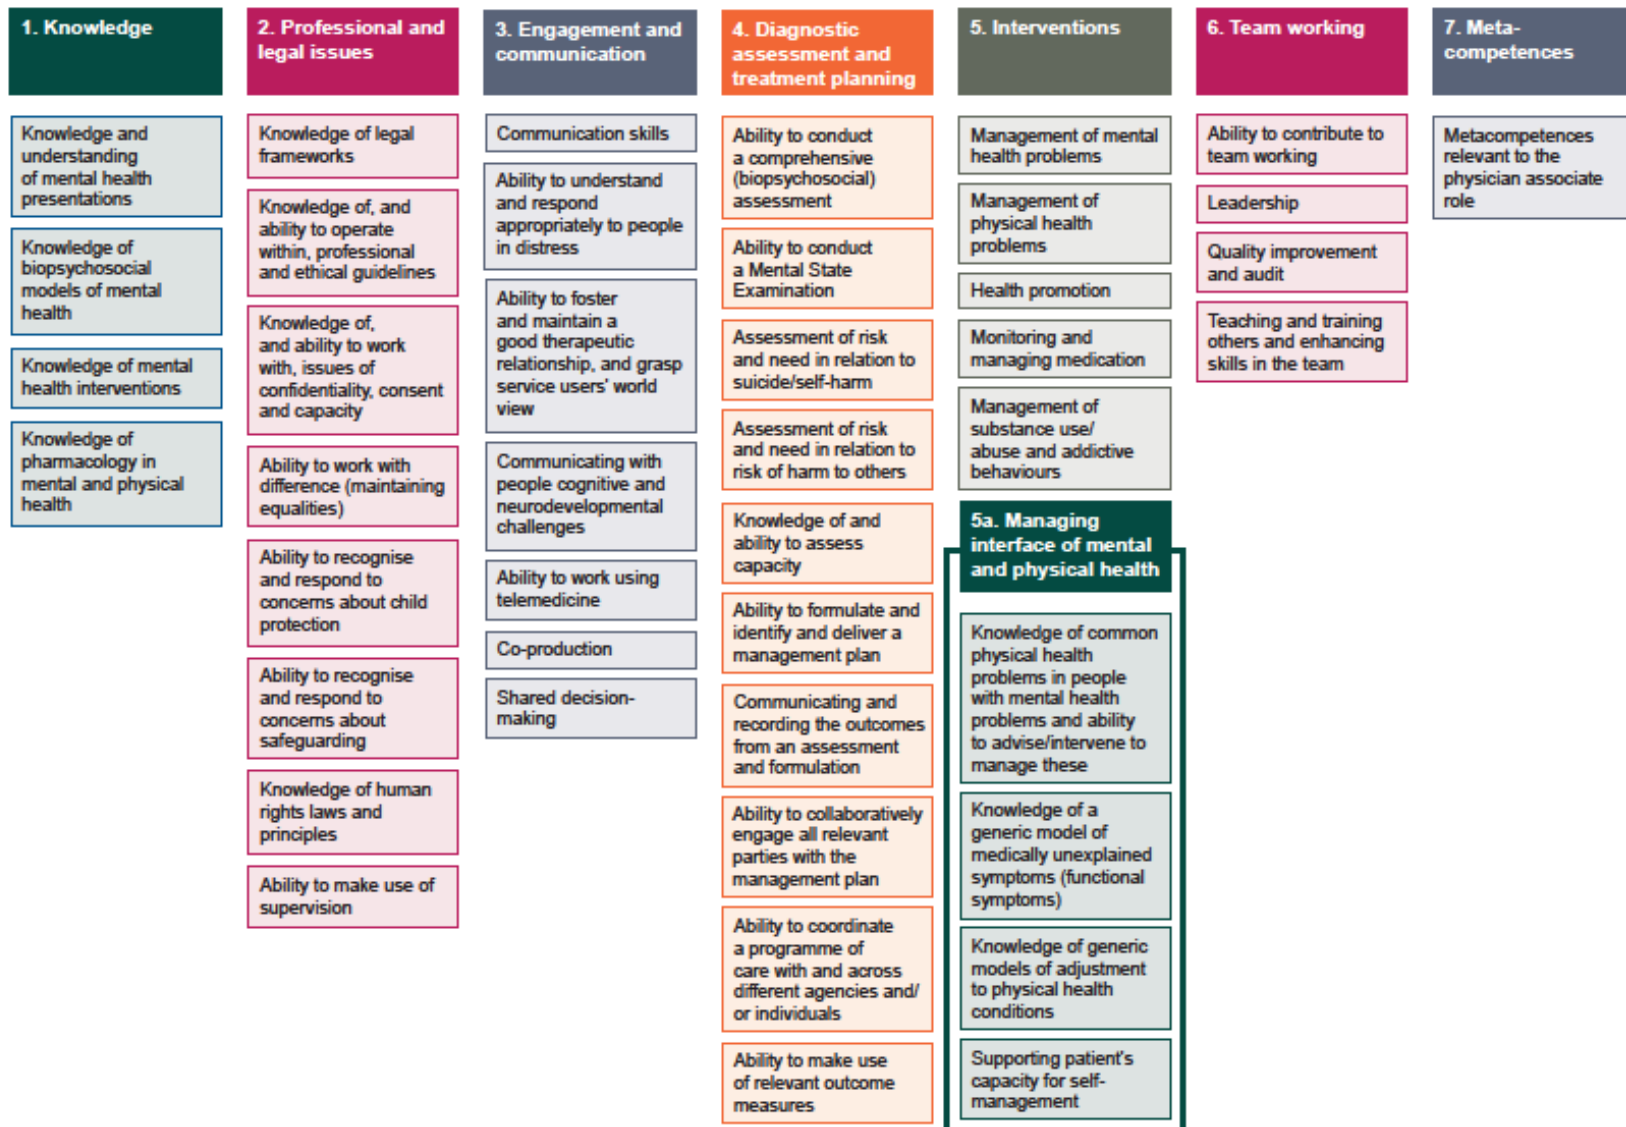 1. Knowledge
Knowledge and
understanding
of mental health
presentations
Knowledge of
biopsychosocial
models of mental
health
Knowledge of mental
health interventions
Knowledge of
pharmacology in
mental and physical
health
2. Professional and
legal issues
Knowledge of legal
frameworks
Knowledge of, and
ability to operate
within, professional
and ethical guidelines
Knowledge of,
and ability to work
with, issues of
confidentiality, consent
and capacity
Ability to work with
difference (maintaining
equalities)
Ability to recognise
and respond to
concerns about child
protection
Ability to recognise
and respond to
concerns about
safeguarding
Knowledge of human
rights laws and
principles
Ability to make use of
supervision
3. Engagement and
communication
Communication skills
Ability to understand
and respond
appropriately to people
in distress
Ability to foster
and maintain a
good therapeutic
relationship, and grasp
service users' world
view
Communicating with
people cognitive and
neurodevelopmental
challenges
Ability to work using
telemedicine
Co-production
Shared decision-
making
4. Diagnostic
assessment and
treatment planning
Ability to conduct
a comprehensive
(biopsychosocial)
assessment
Ability to conduct
a Mental State
Examination
Assessment of risk
and need in relation to
suicide/self-harm
Assessment of risk
and need in relation to
risk of harm to others
Knowledge of and
ability to assess
capacity
Ability to formulate and
identify and deliver a
management plan
Communicating and
recording the outcomes
from an assessment
and formulation
Ability to collaboratively
engage all relevant
parties with the
management plan
Ability to coordinate
a programme of
care with and across
different agencies and/
or individuals
Ability to make use
of relevant outcome
measures
5. Interventions
Management of mental
health problems
Management of
physical health
problems
Health promotion
Monitoring and
managing medication
Management of
substance use/
abuse and addictive
behaviours
5a. Managing
interface of mental
and physical health
Knowledge of common
physical health
problems in people
with mental health
problems and ability
to advise/intervene to
manage these
Knowledge of a
generic model of
medically unexplained
symptoms (functional
symptoms)
Knowledge of generic
models of adjustment
to physical health
conditions
Supporting patient's
capacity for self-
management
6. Team working
Ability to contribute to
team working
Leadership
Quality improvement
and audit
Teaching and training
others and enhancing
skills in the team
7. Meta-
competences
Metacompetences
relevant to the
physician associate
role